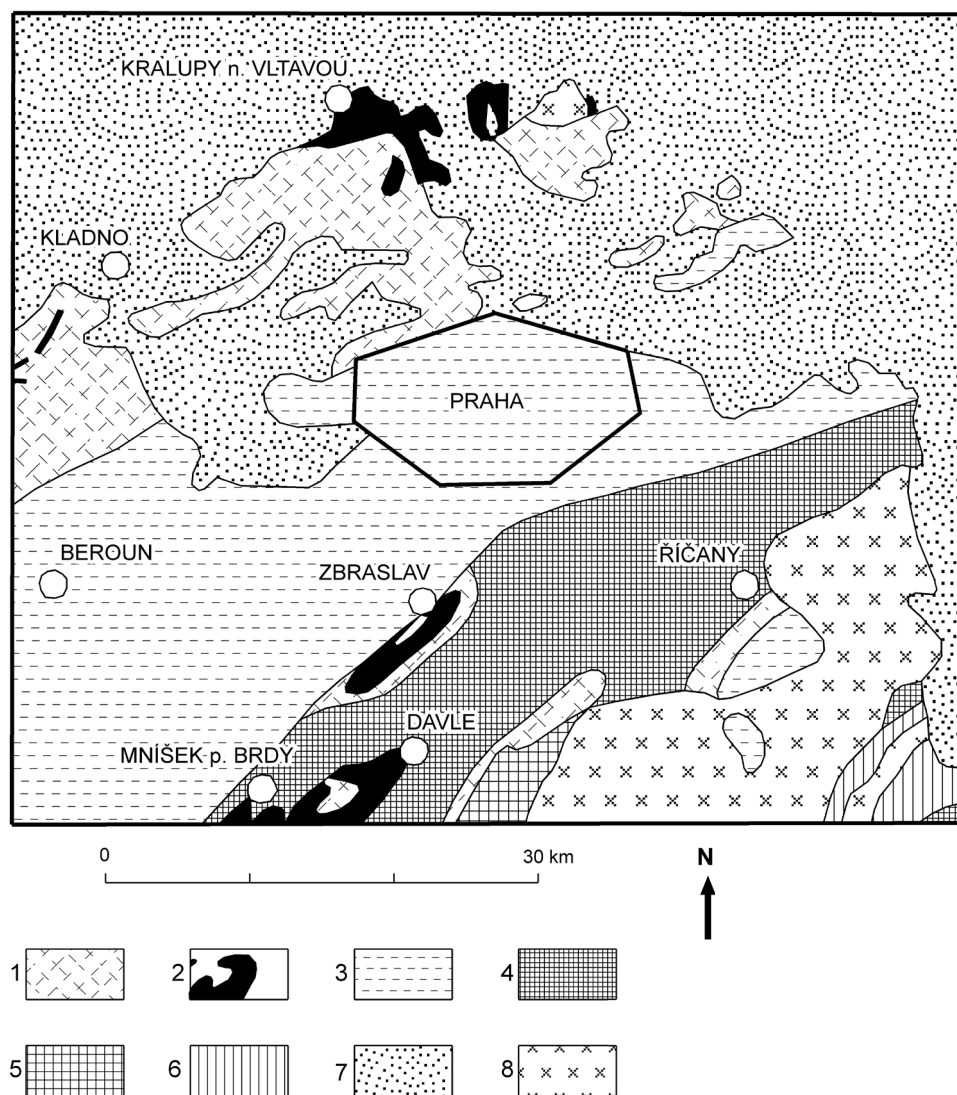 KRALUPY n. VLTAVOU
KLADNO
PRAHA
BEROUN
ZBRASLAV
ŘÍČANY
DAVLE
MNÍŠEK p. BRDY
0
30 km
N
1
2
3
4
5
6
7
8